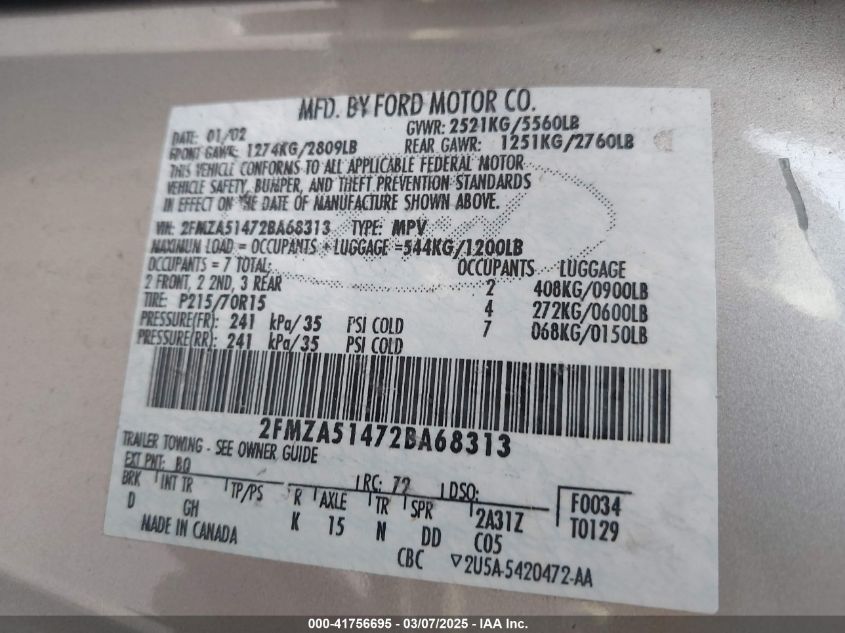 MFD. BY FORD MOTOR CO.
DATE: 01/02 GVWR: 2521KG/5560LB
FRONT GAWR: 1274KG/2809LB REAR GAWR: 1251KG/2760LB
THIS VEHICLE CONFORMS TO ALL APPLICABLE FEDERAL MOTOR
VEHICLE SAFETY, BUMPER, AND THEFT PREVENTION STANDARDS
IN EFFECT ON THE DATE OF MANUFACTURE SHOWN ABOVE.
VIN: 2FMZA51472BA68313 TYPE: MPV
MAXIMUM LOAD = OCCUPANTS + LUGGAGE =544KG/1200LB
OCCUPANTS = 7 TOTAL; OCCUPANTS LUGGAGE
2 FRONT, 2 2ND, 3 REAR 2 408KG/0900LB
TIRE: P215/70R15 4 272KG/0600LB
PRESSURE(FR): 241 kPa/35 PSI COLD 7 068KG/0150LB
PRESSURE(RR): 241 kPa/35 PSI COLD
2FMZA51472BA68313
TRAILER TOWING - SEE OWNER GUIDE
EXT PNT: BQ RC: 72 DSO: F0034
BRK INT TR TP/PS R AXLE TR SPR 2A31Z T0129
D GH K 15 N DD C05
MADE IN CANADA CBC ▽2U5A-5420472-AA
000-41756695 - 03/07/2025 - IAA Inc.